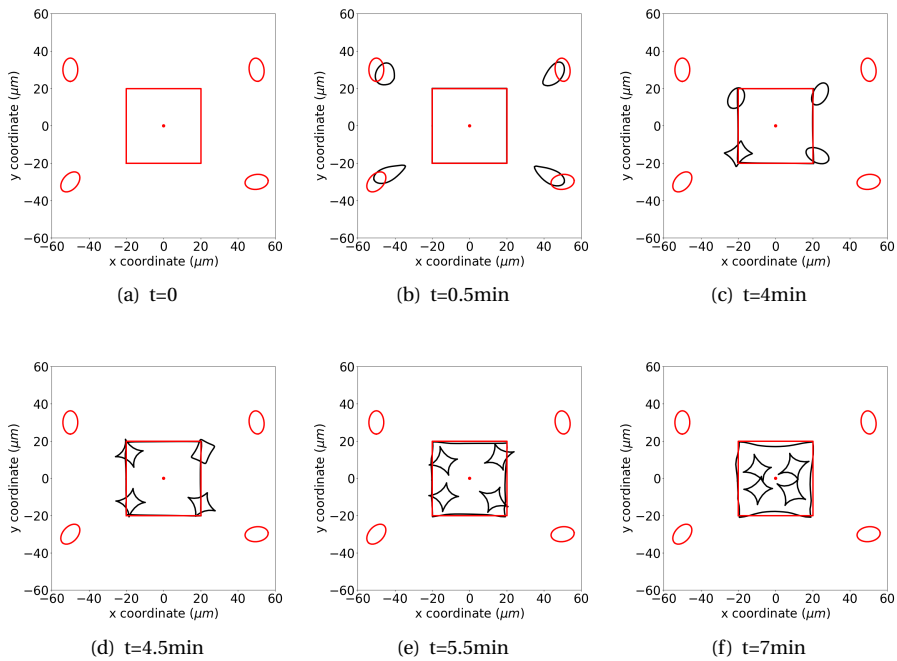 60
40
20
0
−20
−40
−60
−60 −40 −20 0 20 40 60
y coordinate (μm)
x coordinate (μm)
(a) t=0
60
40
20
0
−20
−40
−60
−60 −40 −20 0 20 40 60
y coordinate (μm)
x coordinate (μm)
(b) t=0.5min
60
40
20
0
−20
−40
−60
−60 −40 −20 0 20 40 60
y coordinate (μm)
x coordinate (μm)
(c) t=4min
60
40
20
0
−20
−40
−60
−60 −40 −20 0 20 40 60
y coordinate (μm)
x coordinate (μm)
(d) t=4.5min
60
40
20
0
−20
−40
−60
−60 −40 −20 0 20 40 60
y coordinate (μm)
x coordinate (μm)
(e) t=5.5min
60
40
20
0
−20
−40
−60
−60 −40 −20 0 20 40 60
y coordinate (μm)
x coordinate (μm)
(f) t=7min